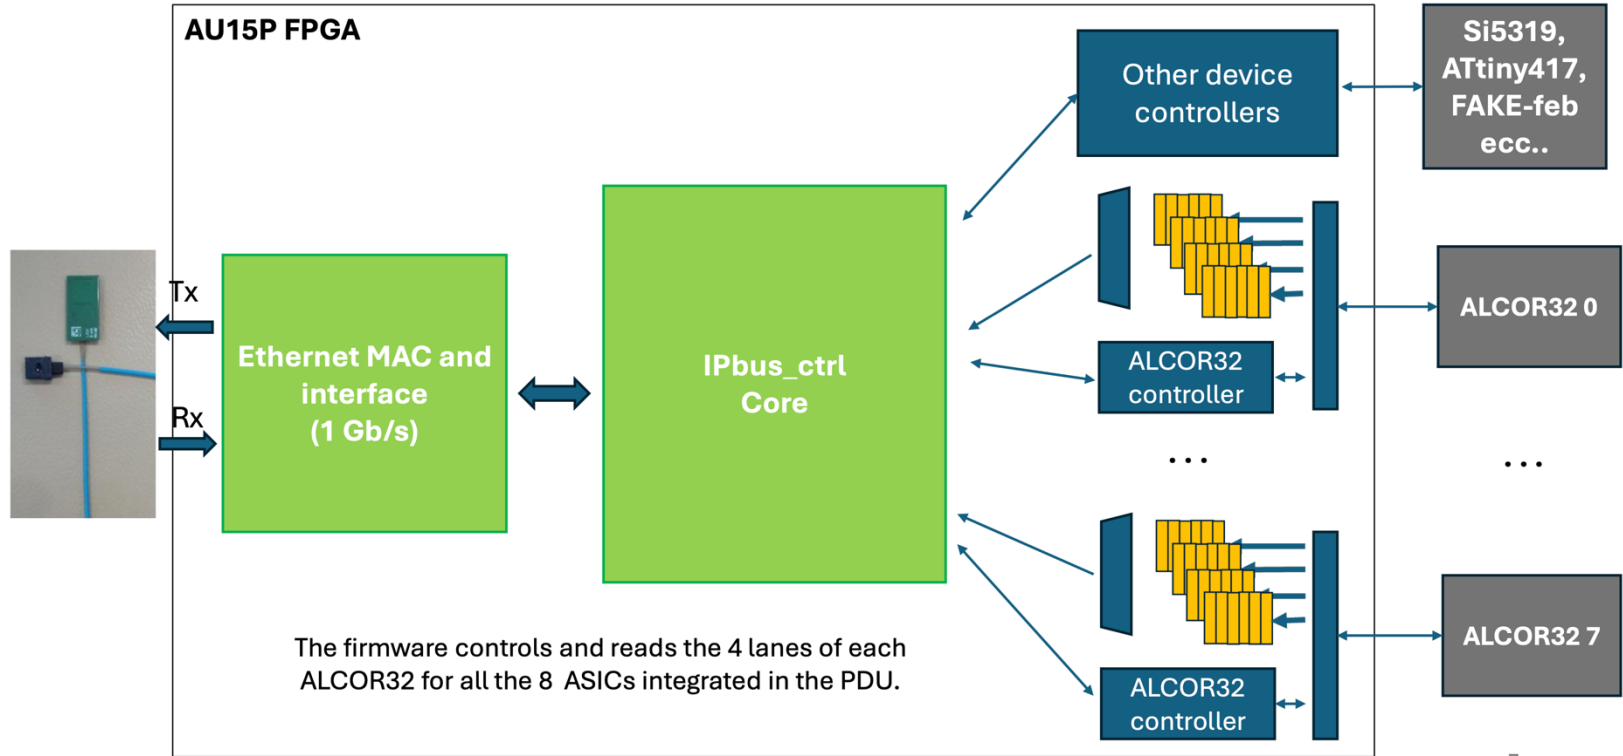 AU15P FPGA
Tx
Rx
Ethernet MAC and
interface
(1 Gb/s)
IPbus_ctrl
Core
Other device
controllers
Si5319,
ATtiny417,
FAKE-feb
ecc..
ALCOR32
controller
ALCOR32 0
...
...
ALCOR32
controller
ALCOR32 7
The firmware controls and reads the 4 lanes of each
ALCOR32 for all the 8 ASICs integrated in the PDU.